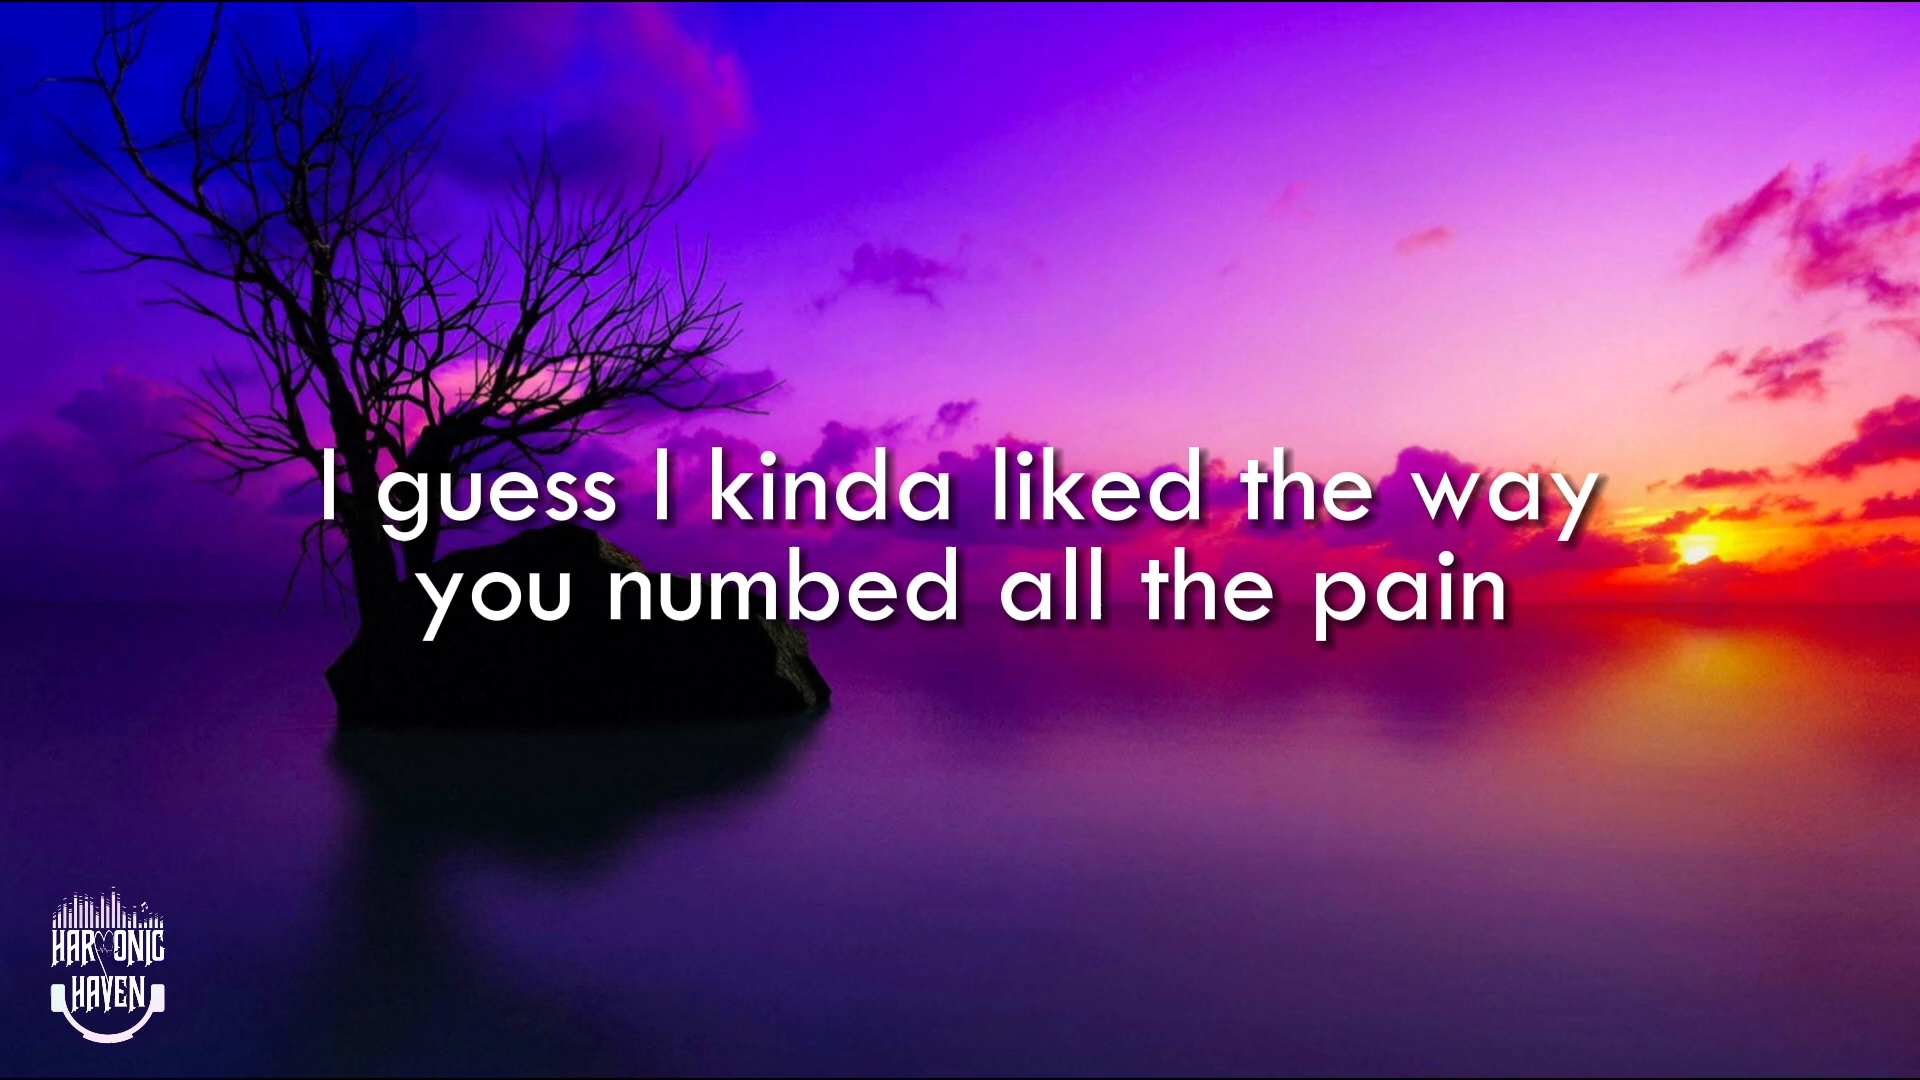 I guess I kinda liked the way
you numbed all the pain
HARMONIC
HAVEN